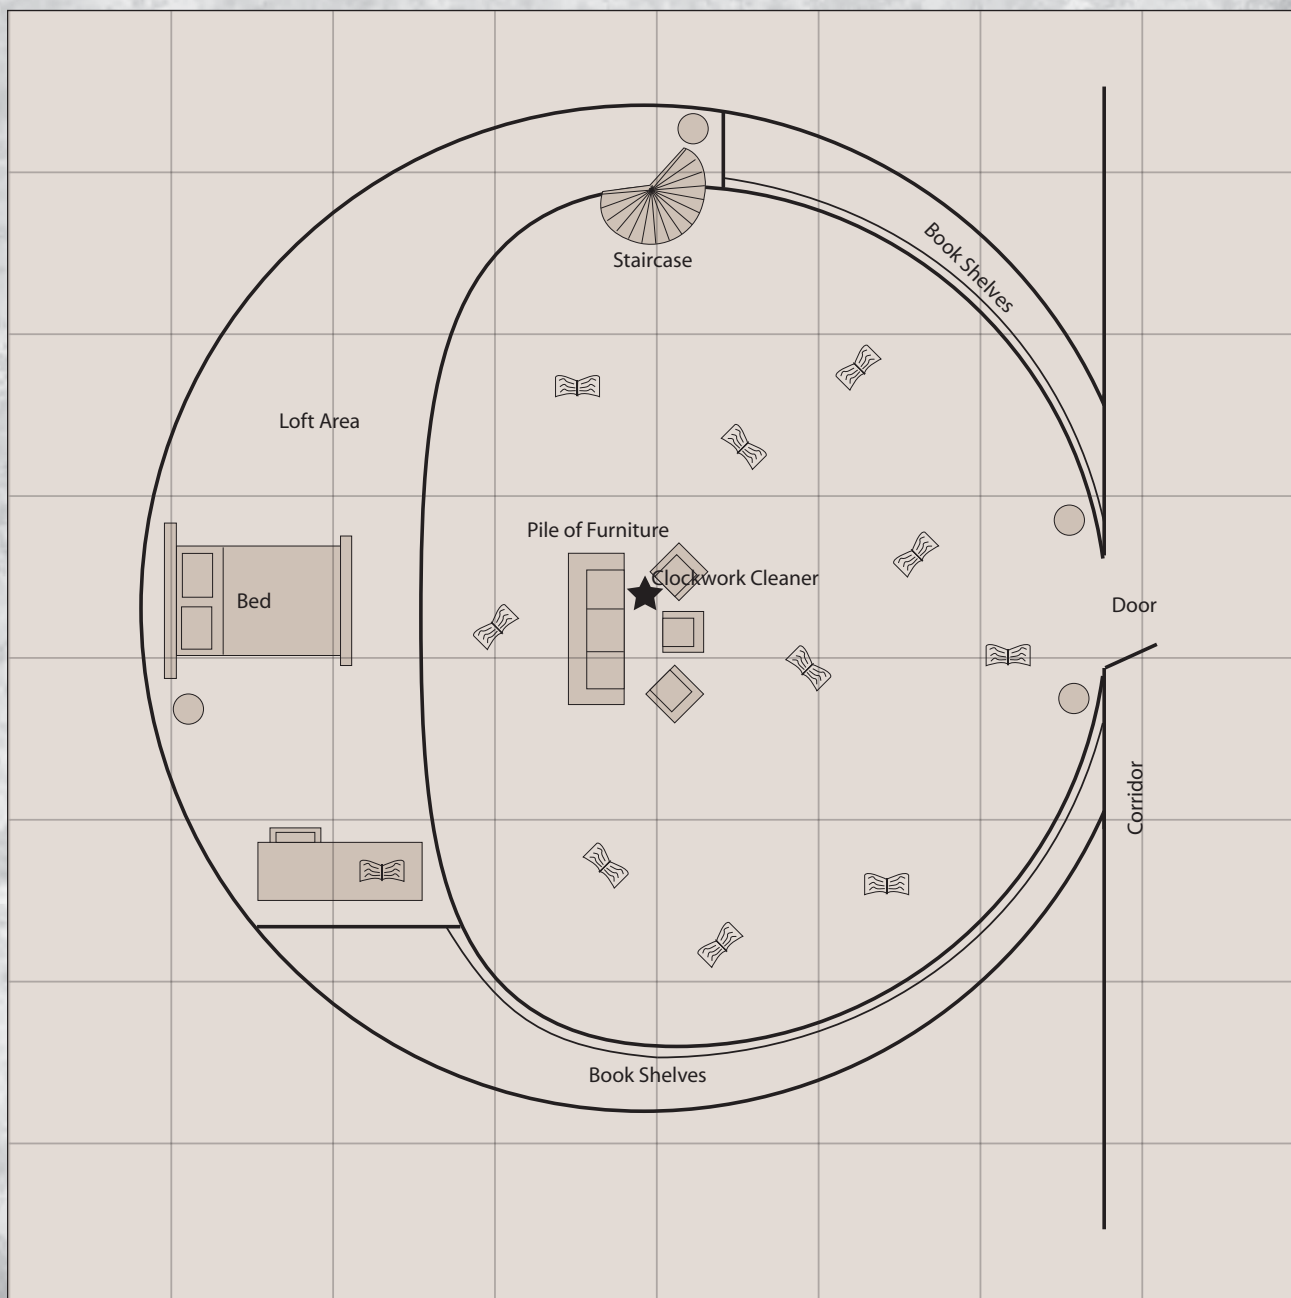 Staircase
Book Shelves
Loft Area
Pile of Furniture
Clockwork Cleaner
Bed
Door
Corridor
Book Shelves